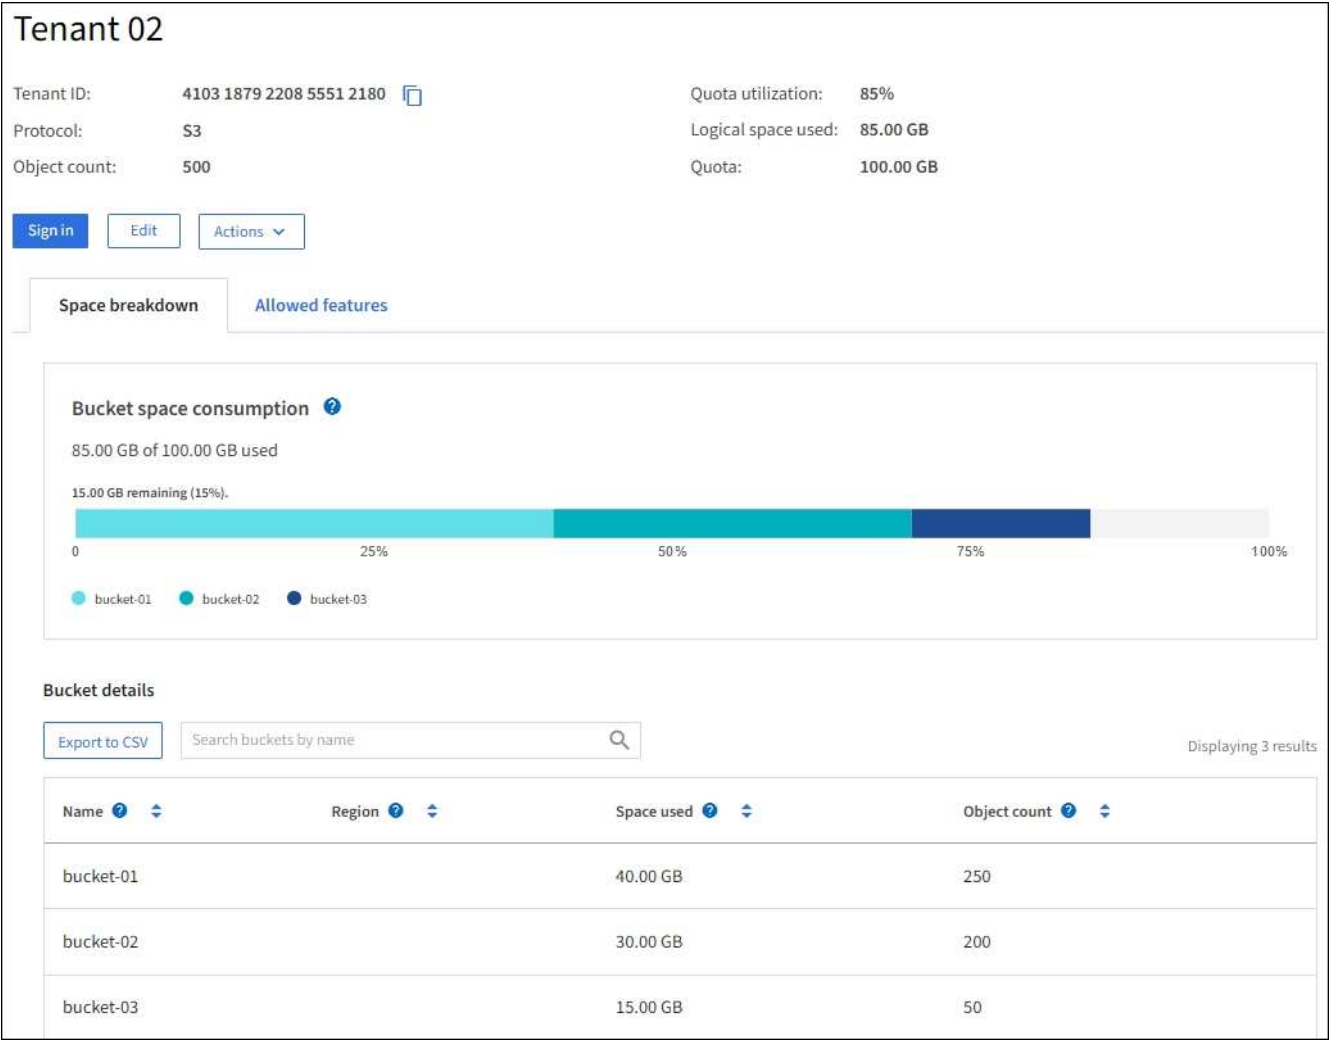 Tenant 02
Tenant ID: 4103 1879 2208 5551 2180
Protocol: S3
Object count: 500
Quota utilization: 85%
Logical space used: 85.00 GB
Quota: 100.00 GB
Sign in Edit Actions
Space breakdown Allowed features
Bucket space consumption ?
85.00 GB of 100.00 GB used
15.00 GB remaining (15%).
0 25% 50% 75% 100%
bucket-01 bucket-02 bucket-03
Bucket details
Export to CSV Search buckets by name Displaying 3 results
Name ? Region ? Space used ? Object count ?
bucket-01 40.00 GB 250
bucket-02 30.00 GB 200
bucket-03 15.00 GB 50